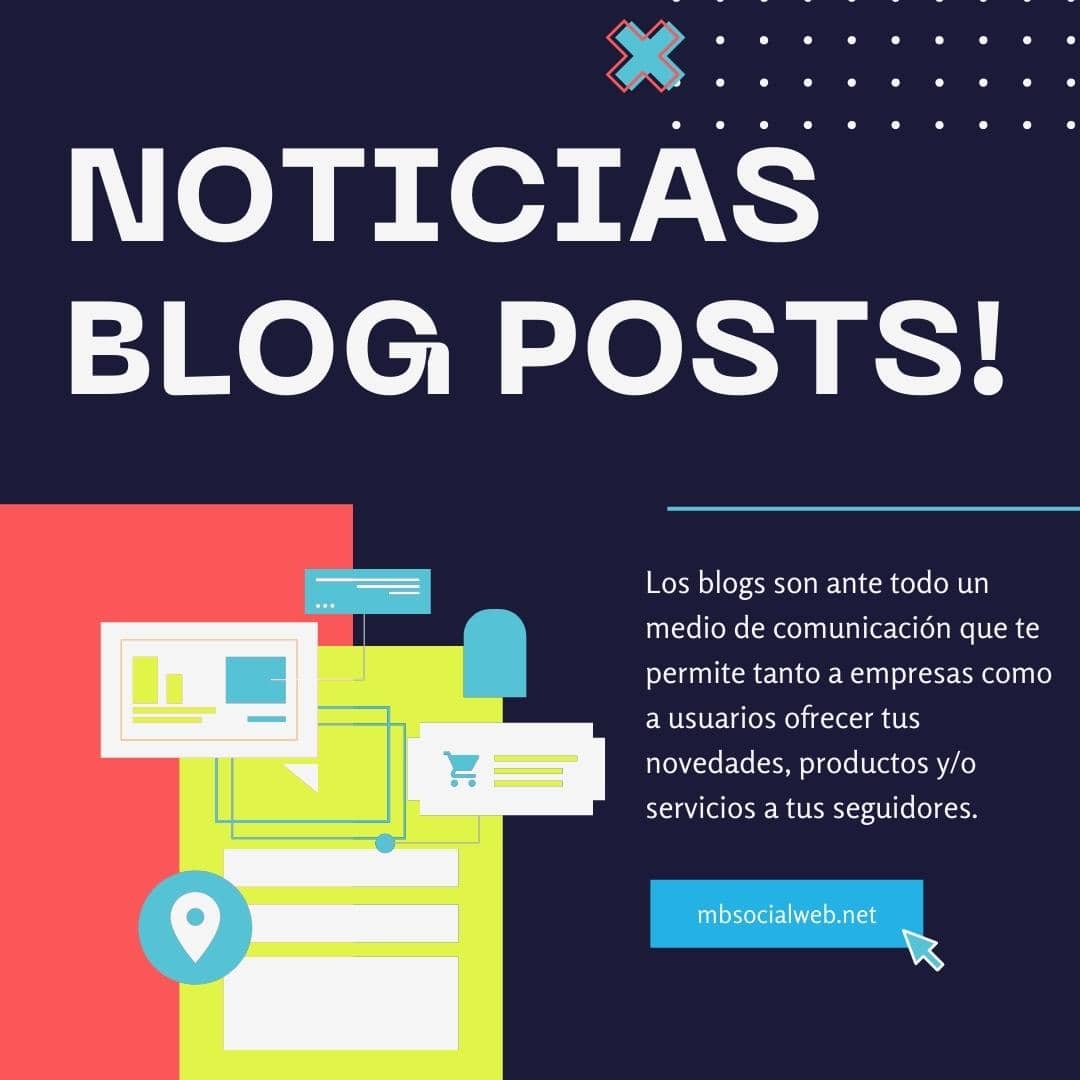 NOTICIAS
BLOG POSTS!
Los blogs son ante todo un
medio de comunicación que te
permite tanto a empresas como
a usuarios ofrecer tus
novedades, productos y/o
servicios a tus seguidores.
mbsocialweb.net